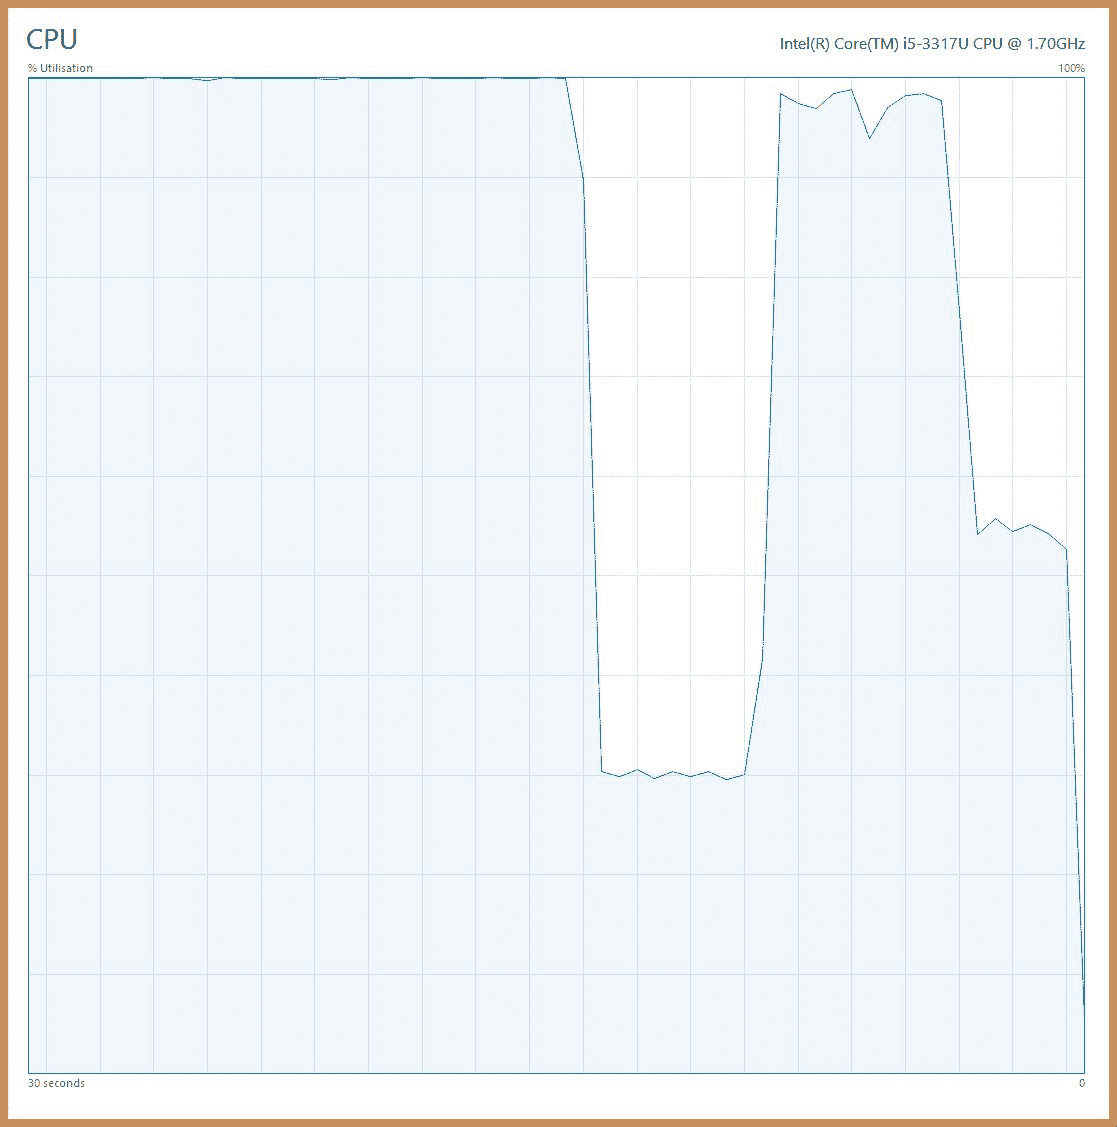 CPU
Intel(R) Core(TM) i5-3317U CPU @ 1.70GHz
% Utilisation
100%
30 seconds
0